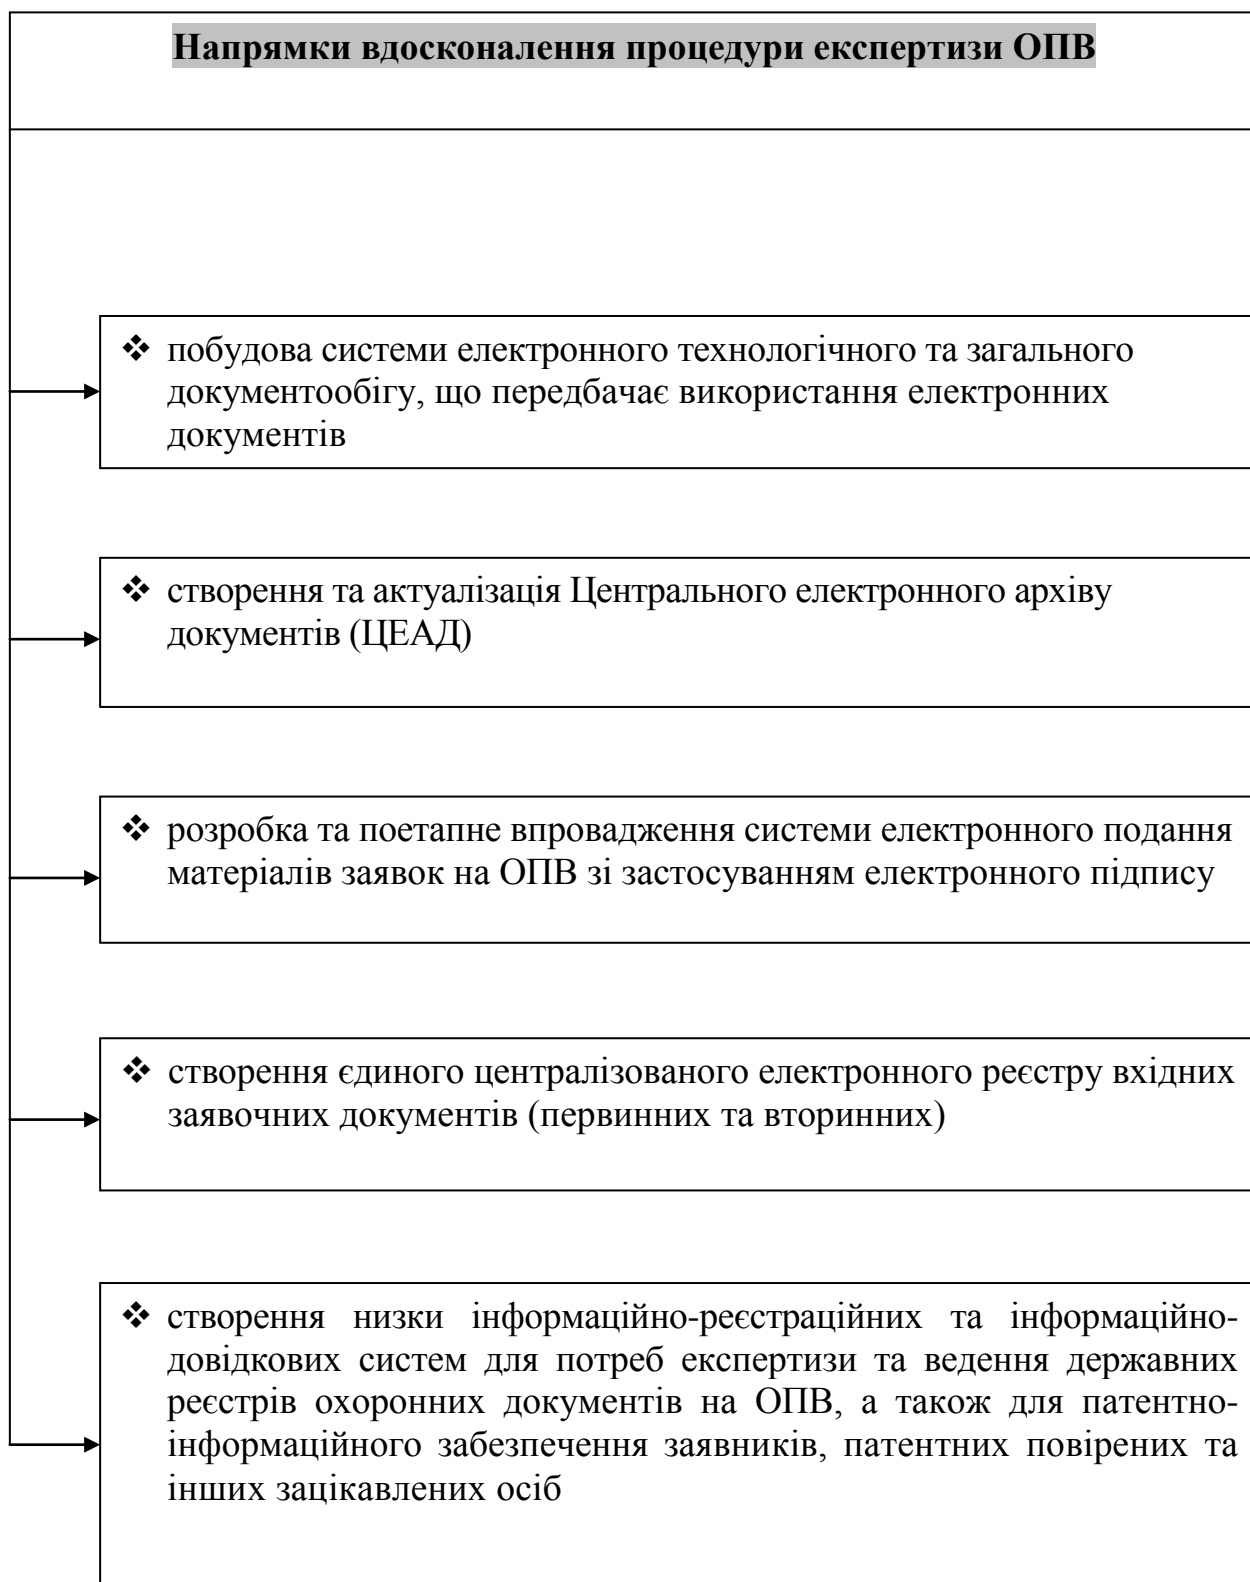 Напрямки вдосконалення процедури експертизи ОПВ
❖ побудова системи електронного технологічного та загального
документообігу, що передбачає використання електронних
документів
❖ створення та актуалізація Центрального електронного архіву
документів (ЦЕАД)
❖ розробка та поетапне впровадження системи електронного подання
матеріалів заявок на ОПВ зі застосуванням електронного підпису
❖ створення єдиного централізованого електронного реєстру вхідних
заявочних документів (первинних та вторинних)
❖ створення низки інформаційно-реєстраційних та інформаційно-
довідкових систем для потреб експертизи та ведення державних
реєстрів охоронних документів на ОПВ, а також для патентно-
інформаційного забезпечення заявників, патентних повірених та
інших зацікавлених осіб